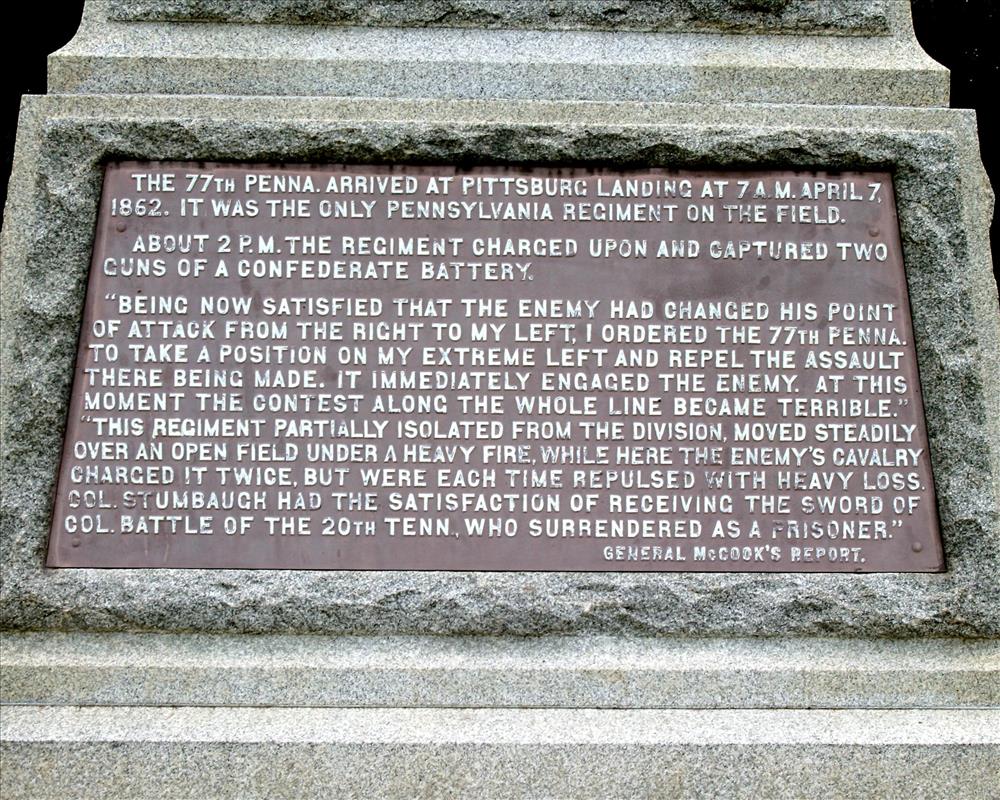 THE 77TH PENNA. ARRIVED AT PITTSBURG LANDING AT 7 A.M. APRIL 7,
1862. IT WAS THE ONLY PENNSYLVANIA REGIMENT ON THE FIELD.
ABOUT 2 P.M. THE REGIMENT CHARGED UPON AND CAPTURED TWO
GUNS OF A CONFEDERATE BATTERY.
"BEING NOW SATISFIED THAT THE ENEMY HAD CHANGED HIS POINT
OF ATTACK FROM THE RIGHT TO MY LEFT, I ORDERED THE 77TH PENNA.
TO TAKE A POSITION ON MY EXTREME LEFT AND REPEL THE ASSAULT
THERE BEING MADE. IT IMMEDIATELY ENGAGED THE ENEMY. AT THIS
MOMENT THE CONTEST ALONG THE WHOLE LINE BECAME TERRIBLE."
"THIS REGIMENT PARTIALLY ISOLATED FROM THE DIVISION, MOVED STEADILY
OVER AN OPEN FIELD UNDER A HEAVY FIRE, WHILE HERE THE ENEMY'S CAVALRY
CHARGED IT TWICE, BUT WERE EACH TIME REPULSED WITH HEAVY LOSS.
COL. STUMBAUGH HAD THE SATISFACTION OF RECEIVING THE SWORD OF
COL. BATTLE OF THE 20TH TENN., WHO SURRENDERED AS A PRISONER."
GENERAL McCOOK'S REPORT.